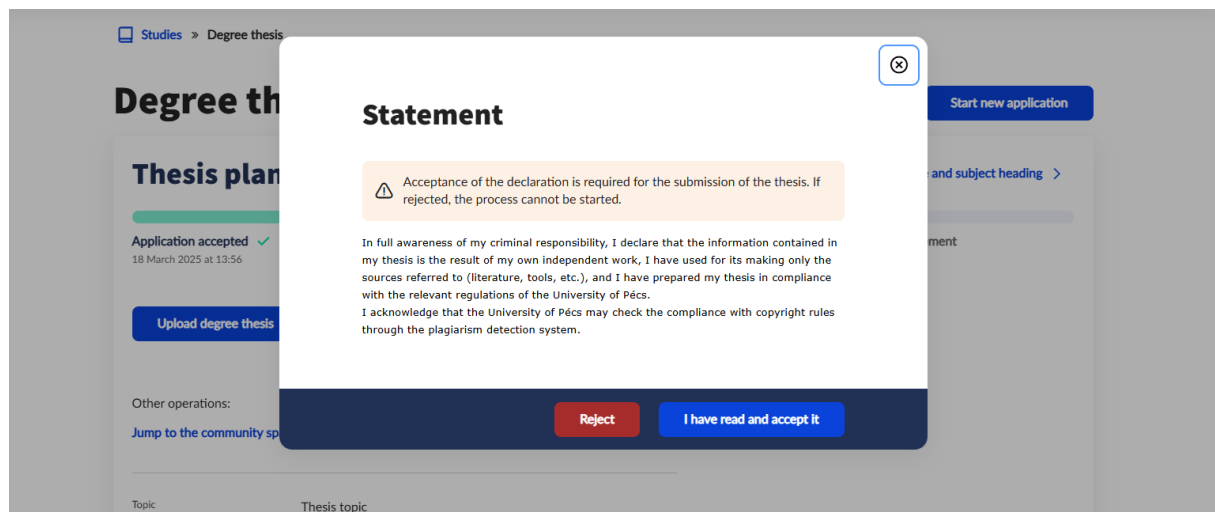 Studies » Degree thesis
Degree th
Start new application
Statement
Thesis plan
and subject heading >
Acceptance of the declaration is required for the submission of the thesis. If
rejected, the process cannot be started.
Application accepted ✓
18 March 2025 at 13:56
In full awareness of my criminal responsibility, I declare that the information contained in
my thesis is the result of my own independent work, I have used for its making only the
sources referred to (literature, tools, etc.), and I have prepared my thesis in compliance
with the relevant regulations of the University of Pécs.
I acknowledge that the University of Pécs may check the compliance with copyright rules
through the plagiarism detection system.
ment
Upload degree thesis
Other operations:
Jump to the community sp
Reject
I have read and accept it
Topic
Thesis topic